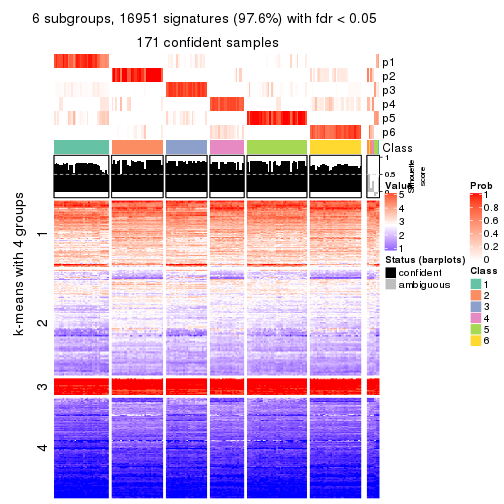 6 subgroups, 16951 signatures (97.6%) with fdr < 0.05
171 confident samples
p1
p2
p3
p4
p5
p6
Class
1
0.5
0
Silhouette
score
k-means with 4 groups
1
2
3
4
Value
5
4
3
2
1
Status (barplots)
confident
ambiguous
Prob
1
0.8
0.6
0.4
0.2
0
Class
1
2
3
4
5
6